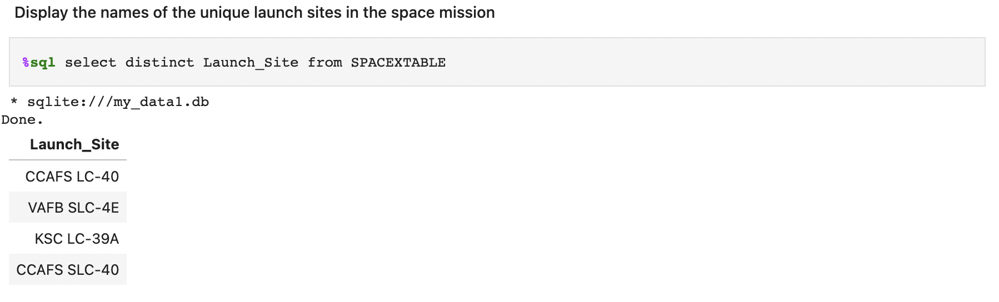 Display the names of the unique launch sites in the space mission
%sql select distinct Launch_Site from SPACEXTABLE
* sqlite:///my_data1.db
Done.
Launch_Site
CCAFS LC-40
VAFB SLC-4E
KSC LC-39A
CCAFS SLC-40